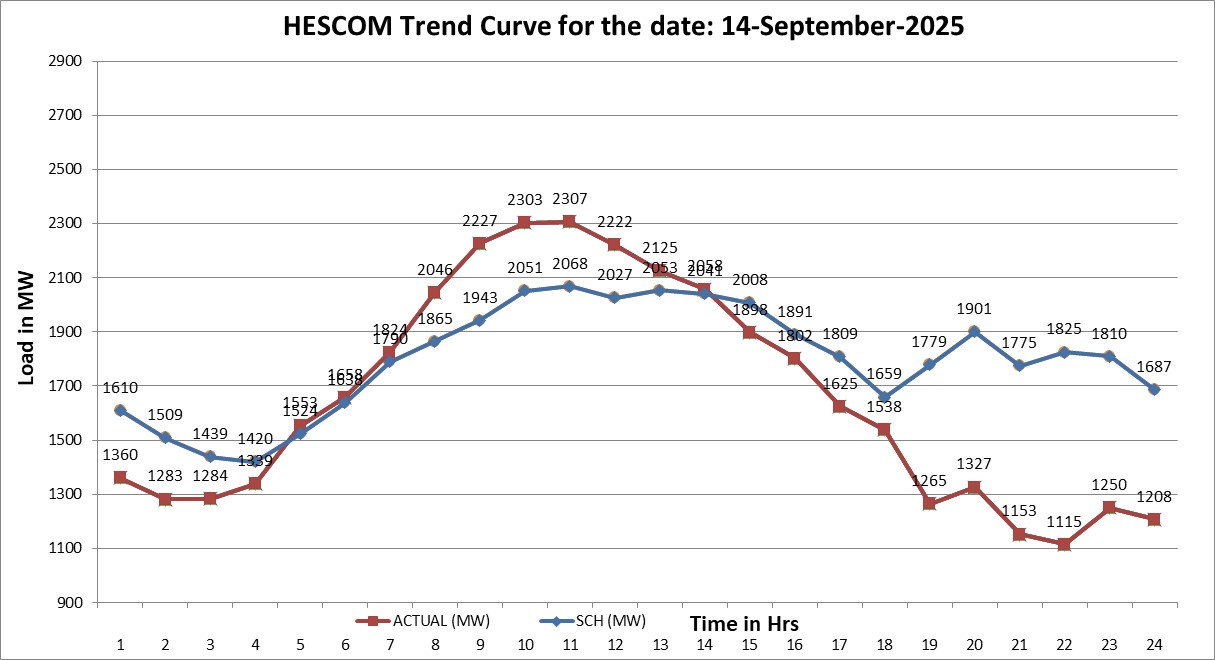 HESCOM Trend Curve for the date: 14-September-2025
2900
2700
2500
2300
2100
1900
1700
1500
1300
1100
900
Load in MW
1360 1283 1284 1339 1553 1658 1824 2046 2227 2303 2307 2222 2125 2058 1898 1802 1625 1538 1265 1327 1153 1115 1250 1208
1610 1509 1439 1420 1524 1638 1790 1865 1943 2051 2068 2027 2053 2041 2008 1891 1809 1659 1779 1901 1775 1825 1810 1687
ACTUAL (MW) SCH (MW) Time in Hrs
1 2 3 4 5 6 7 8 9 10 11 12 13 14 15 16 17 18 19 20 21 22 23 24